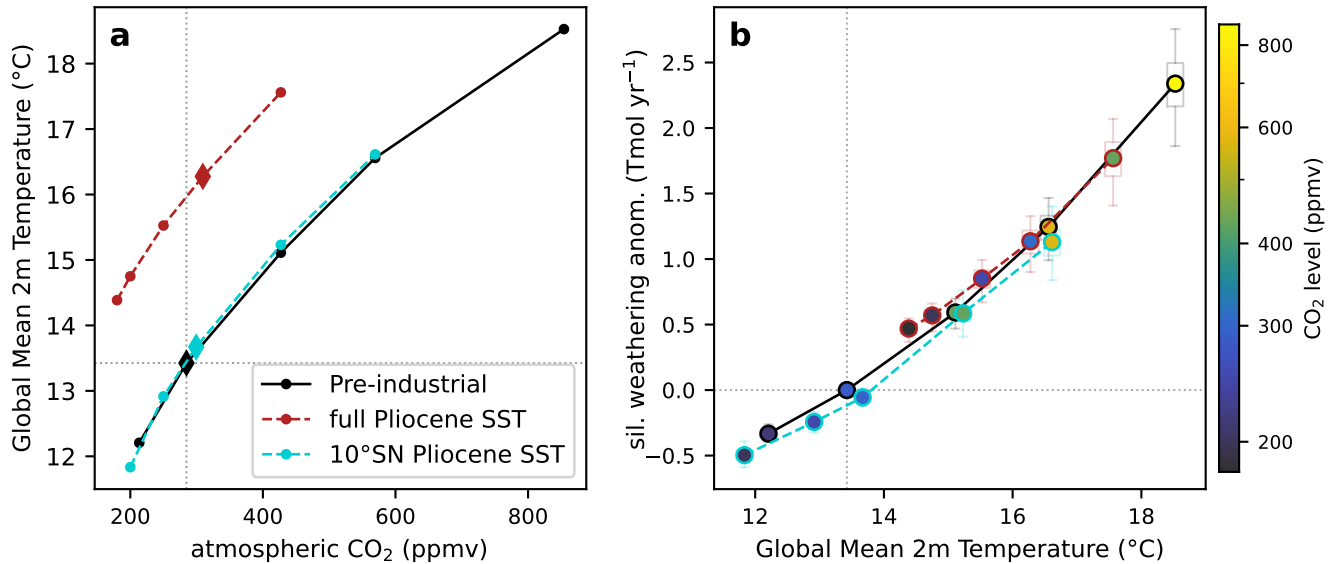 a
Global Mean 2m Temperature (°C)
18
17
16
15
14
13
12
200
400
600
800
atmospheric CO₂ (ppmv)
Pre-industrial
full Pliocene SST
10°SN Pliocene SST
b
sil. weathering anom. (Tmol yr⁻¹)
2.5
2.0
1.5
1.0
0.5
0.0
−0.5
12
14
16
18
Global Mean 2m Temperature (°C)
800
600
400
300
200
CO₂ level (ppmv)